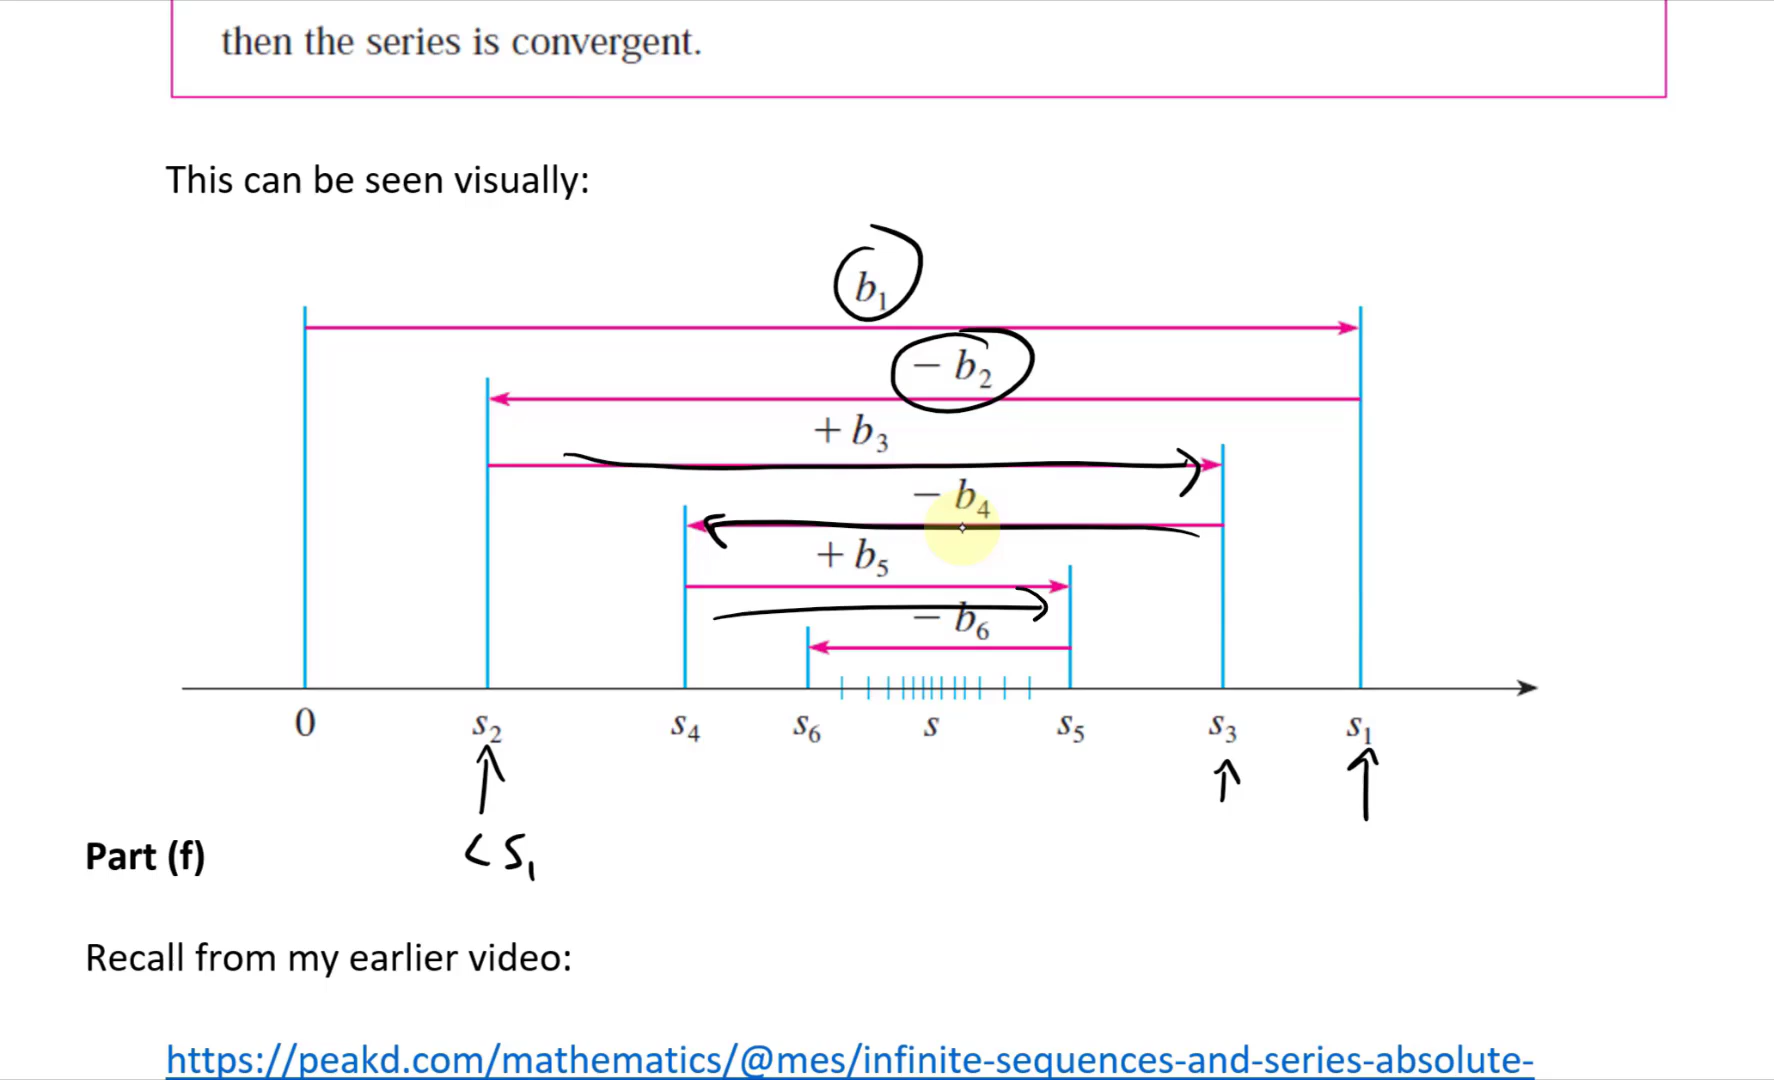 then the series is convergent.
This can be seen visually:
b₁
− b₂
+ b₃
− b₄
+ b₅
− b₆
0 s₂ s₄ s₆ s s₅ s₃ s₁
< s₁
Part (f)
Recall from my earlier video:
https://peakd.com/mathematics/@mes/infinite-sequences-and-series-absolute-